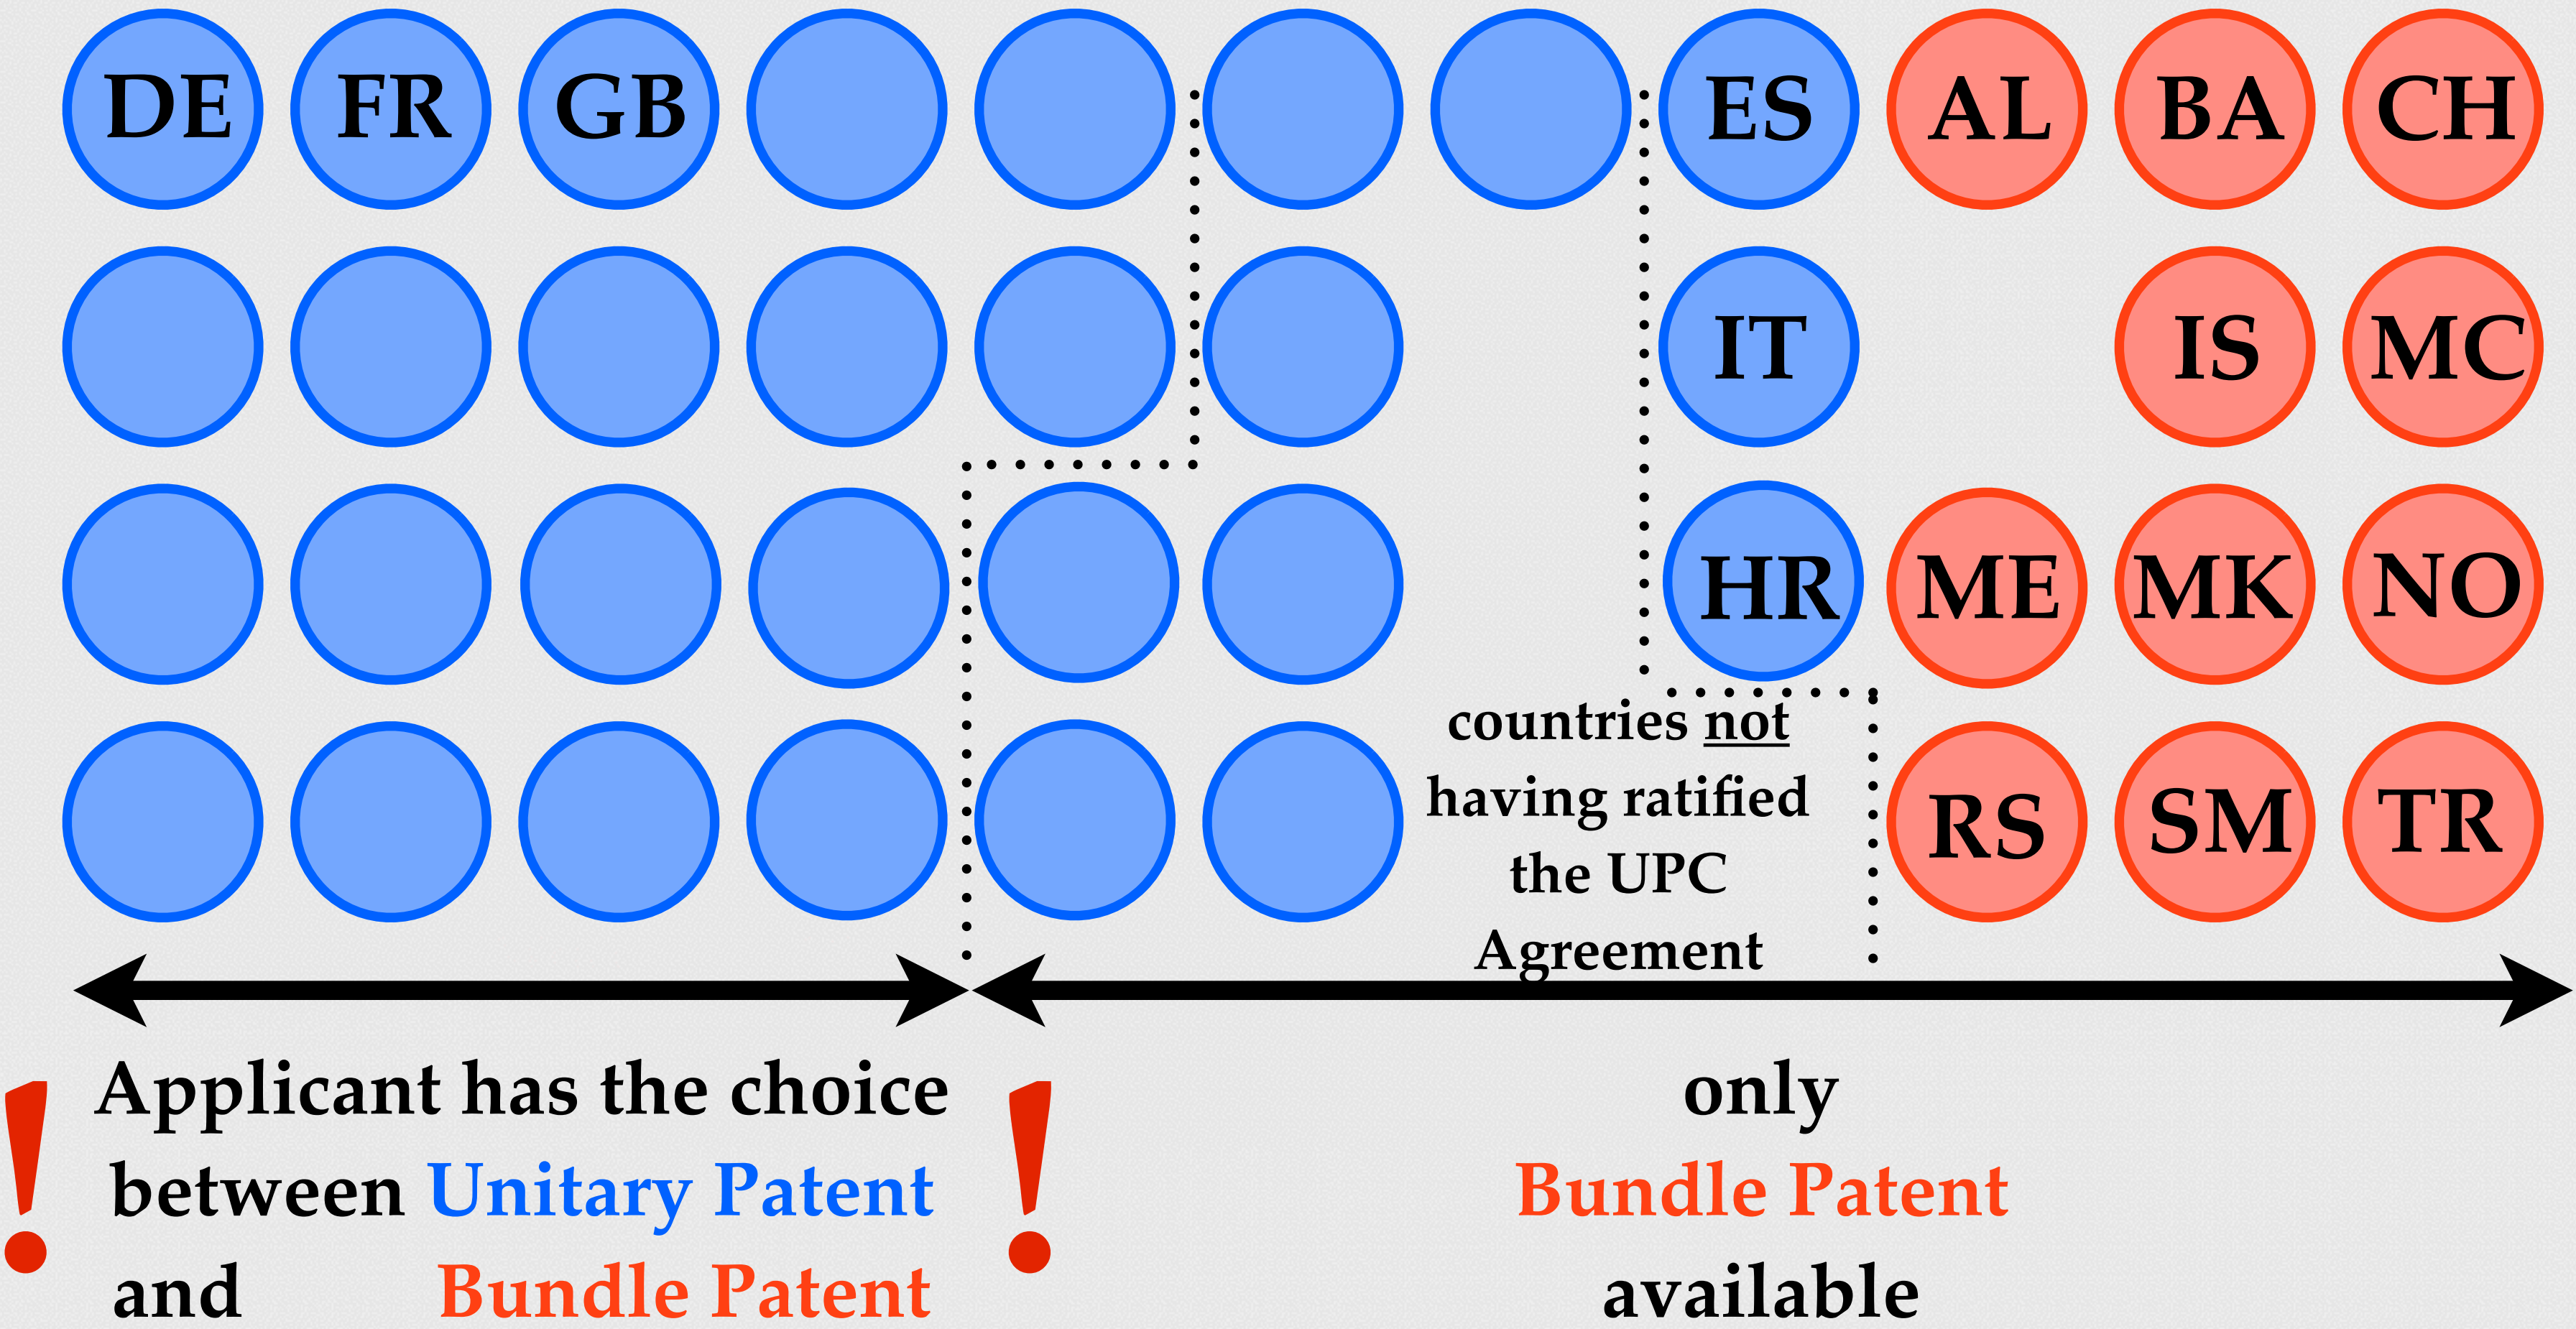 DE FR GB ES AL BA CH
IT IS MC
HR ME MK NO
RS SM TR
countries not
having ratified
the UPC
Agreement
! Applicant has the choice !
between Unitary Patent
and Bundle Patent
only
Bundle Patent
available